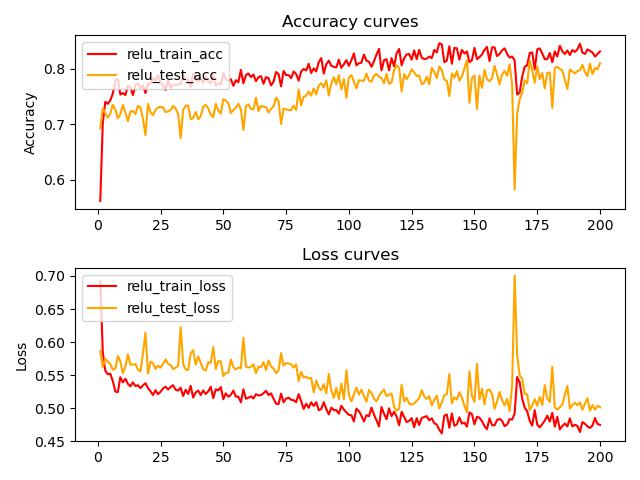 Accuracy curves
relu_train_acc
relu_test_acc
Accuracy
0.8
0.7
0.6
0 25 50 75 100 125 150 175 200
Loss curves
relu_train_loss
relu_test_loss
Loss
0.70
0.65
0.60
0.55
0.50
0.45
0 25 50 75 100 125 150 175 200